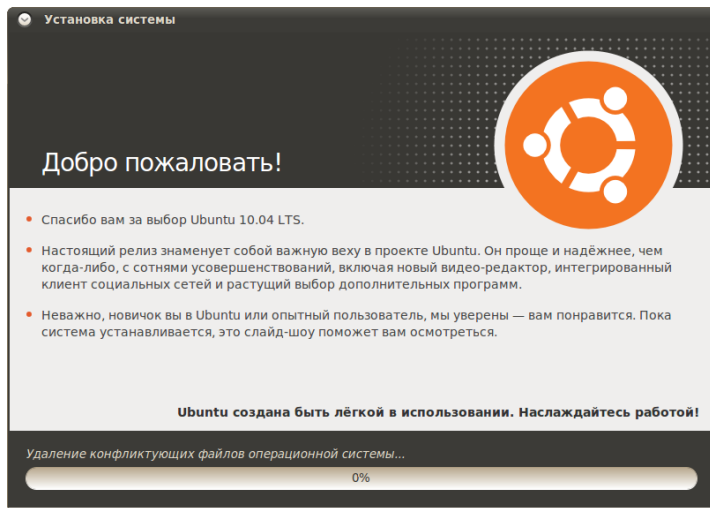 Установка системы
Добро пожаловать!
Спасибо вам за выбор Ubuntu 10.04 LTS.
Настоящий релиз знаменует собой важную веху в проекте Ubuntu. Он проще и надёжнее, чем
когда-либо, с сотнями усовершенствований, включая новый видео-редактор, интегрированный
клиент социальных сетей и растущий выбор дополнительных программ.
Неважно, новичок вы в Ubuntu или опытный пользователь, мы уверены — вам понравится. Пока
система устанавливается, это слайд-шоу поможет вам осмотреться.
Ubuntu создана быть лёгкой в использовании. Наслаждайтесь работой!
Удаление конфликтующих файлов операционной системы...
0%